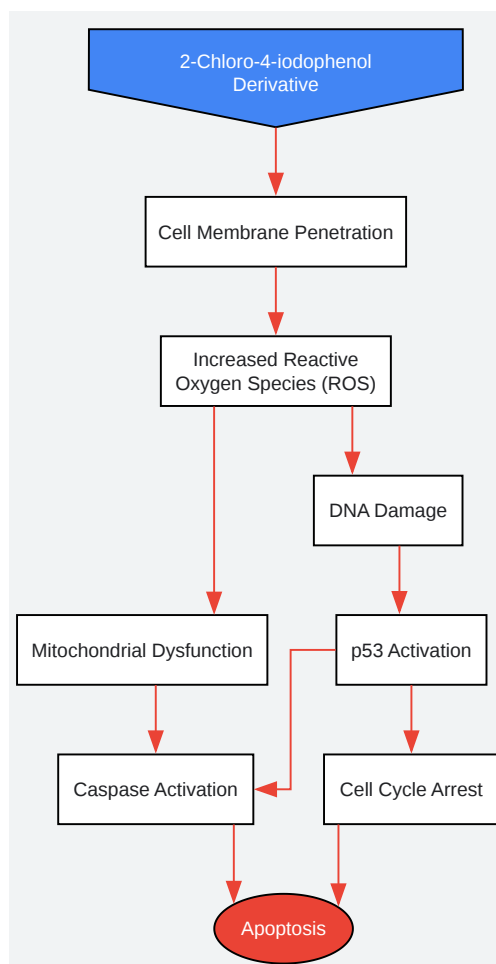 2-Chloro-4-iodophenol
Derivative
Cell Membrane Penetration
Increased Reactive
Oxygen Species (ROS)
DNA Damage
Mitochondrial Dysfunction
p53 Activation
Caspase Activation
Cell Cycle Arrest
Apoptosis